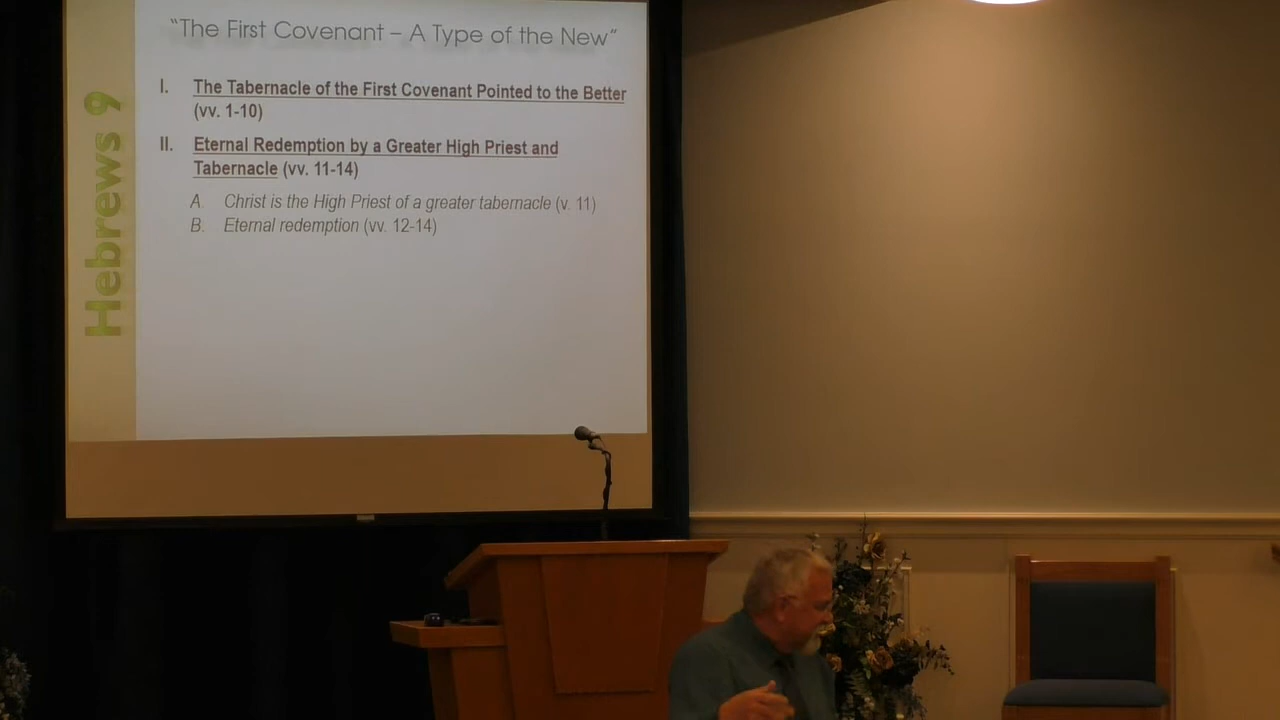 "The First Covenant – A Type of the New"
Hebrews 9
I. The Tabernacle of the First Covenant Pointed to the Better
(vv. 1-10)
II. Eternal Redemption by a Greater High Priest and
Tabernacle (vv. 11-14)
A. Christ is the High Priest of a greater tabernacle (v. 11)
B. Eternal redemption (vv. 12-14)